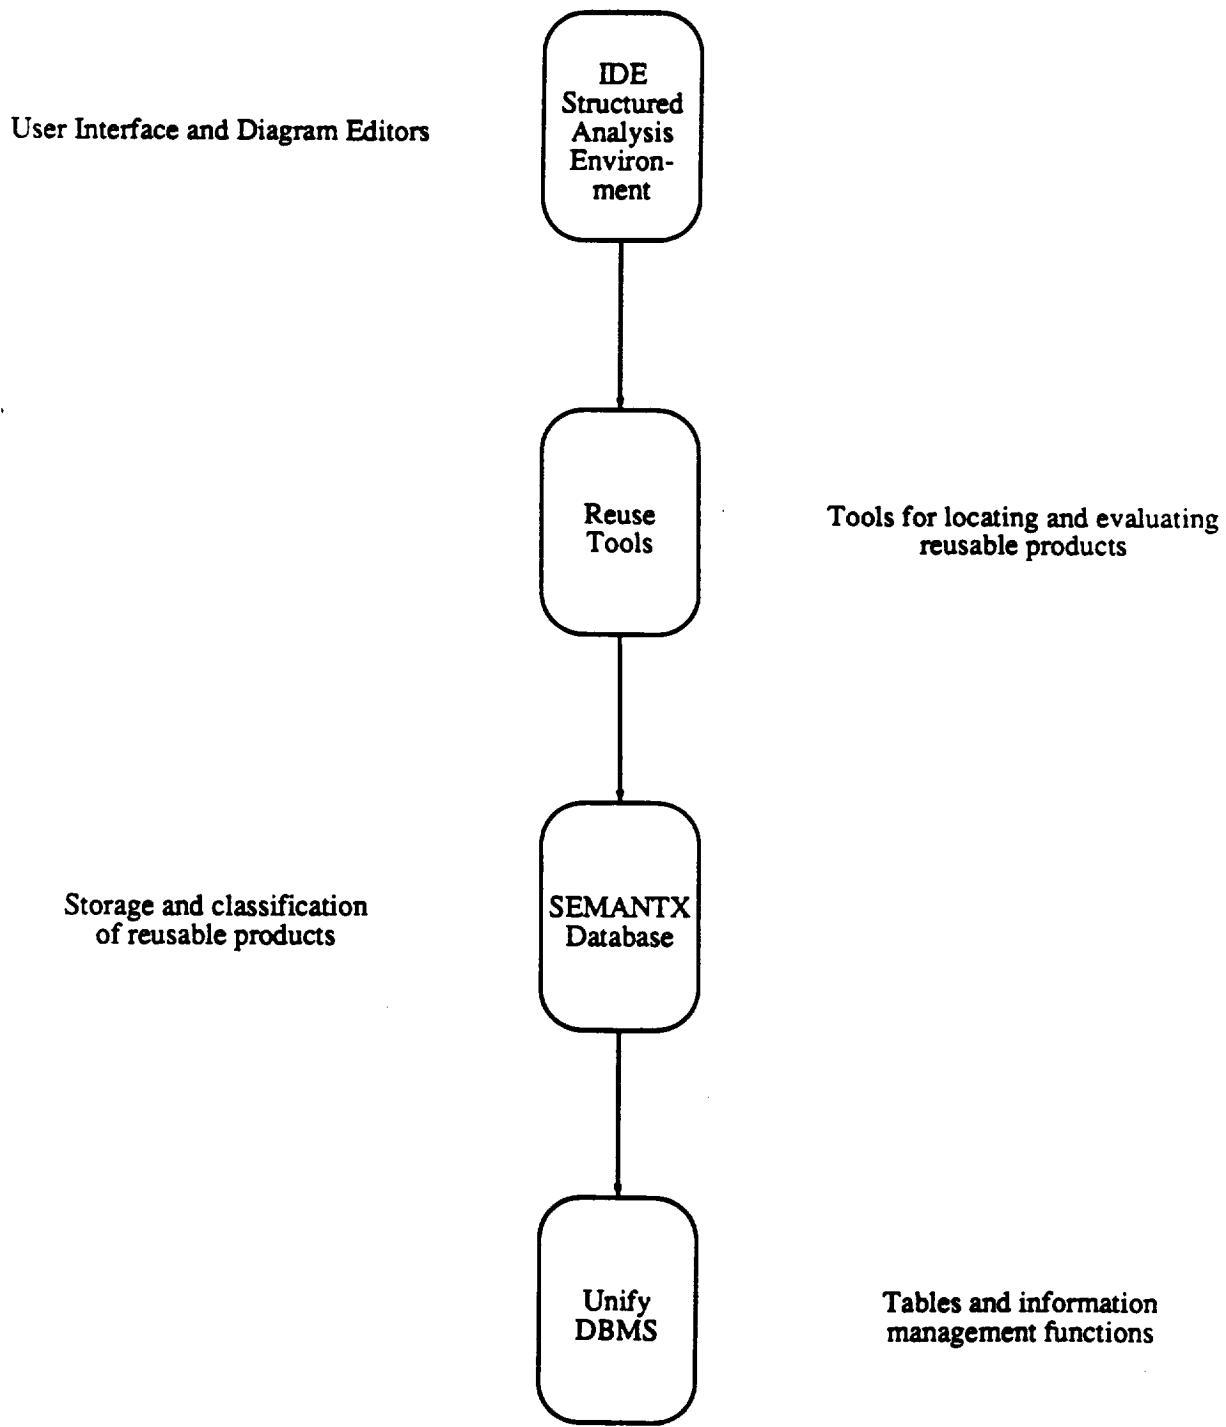 IDE
Structured
Analysis
Environ-
ment
User Interface and Diagram Editors
Reuse
Tools
Tools for locating and evaluating
reusable products
Storage and classification
of reusable products
SEMANTX
Database
Unify
DBMS
Tables and information
management functions